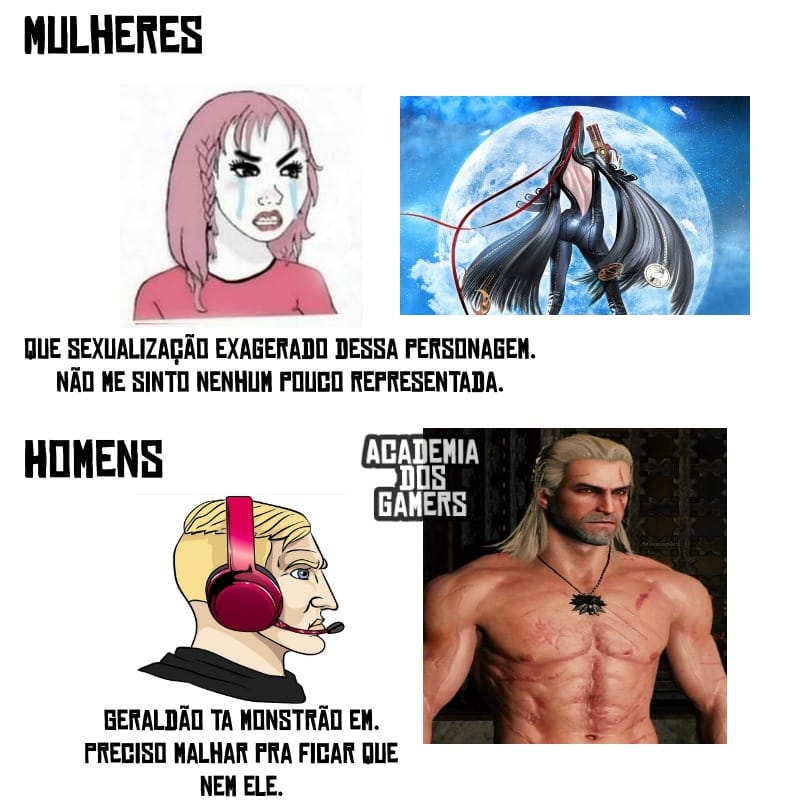 MULHERES
QUE SEXUALIZAÇÃO EXAGERADO DESSA PERSONAGEM.
NÃO ME SINTO NENHUM POUCO REPRESENTADA.
HOMENS
ACADEMIA
DOS
GAMERS
GERALDÃO TA MONSTRÃO EM.
PRECISO MALHAR PRA FICAR QUE
NEM ELE.